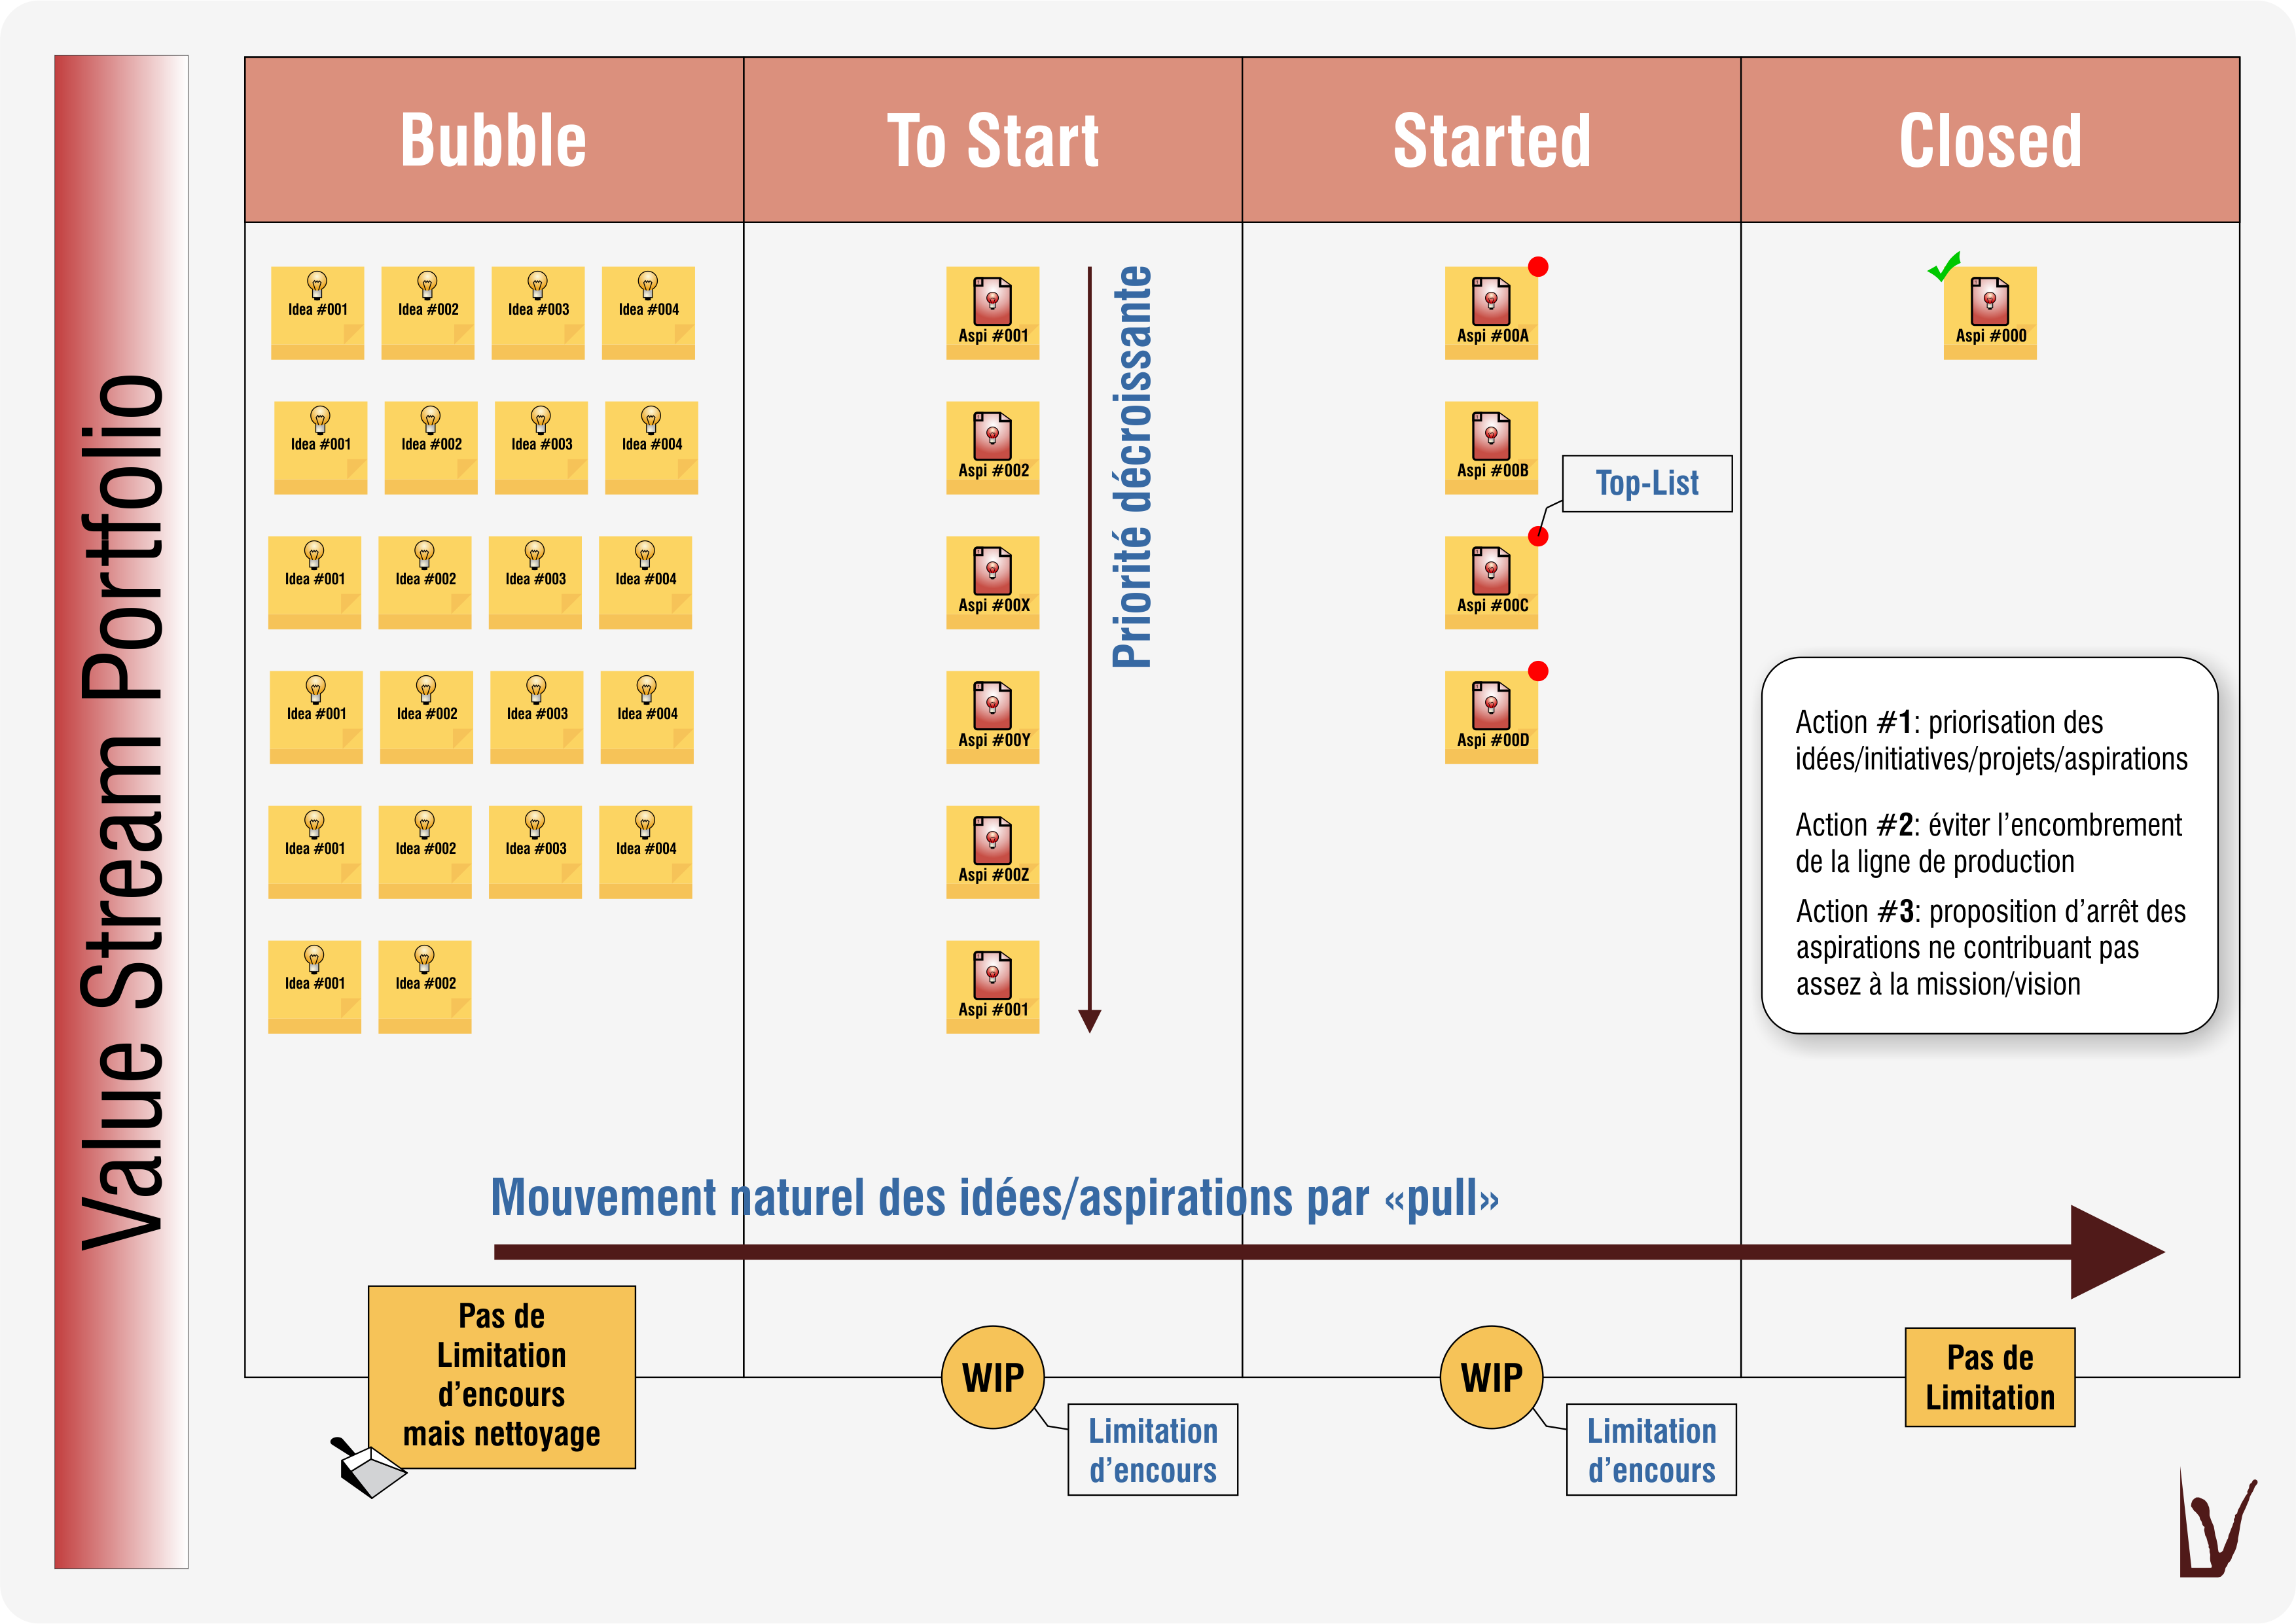 Value Stream Portfolio
Bubble
To Start
Started
Closed
Idea #001
Idea #002
Idea #003
Idea #004
Idea #001
Idea #002
Idea #003
Idea #004
Idea #001
Idea #002
Idea #003
Idea #004
Idea #001
Idea #002
Idea #003
Idea #004
Idea #001
Idea #002
Idea #003
Idea #004
Idea #001
Idea #002
Aspi #001
Aspi #002
Aspi #00X
Aspi #00Y
Aspi #00Z
Aspi #001
Priorité décroissante
Aspi #00A
Aspi #00B
Top-List
Aspi #00C
Aspi #00D
Aspi #000
Action #1: priorisation des
idées/initiatives/projets/aspirations
Action #2: éviter l'encombrement
de la ligne de production
Action #3: proposition d'arrêt des
aspirations ne contribuant pas
assez à la mission/vision
Mouvement naturel des idées/aspirations par «pull»
Pas de
Limitation
d'encours
mais nettoyage
WIP
Limitation
d'encours
WIP
Limitation
d'encours
Pas de
Limitation
LV